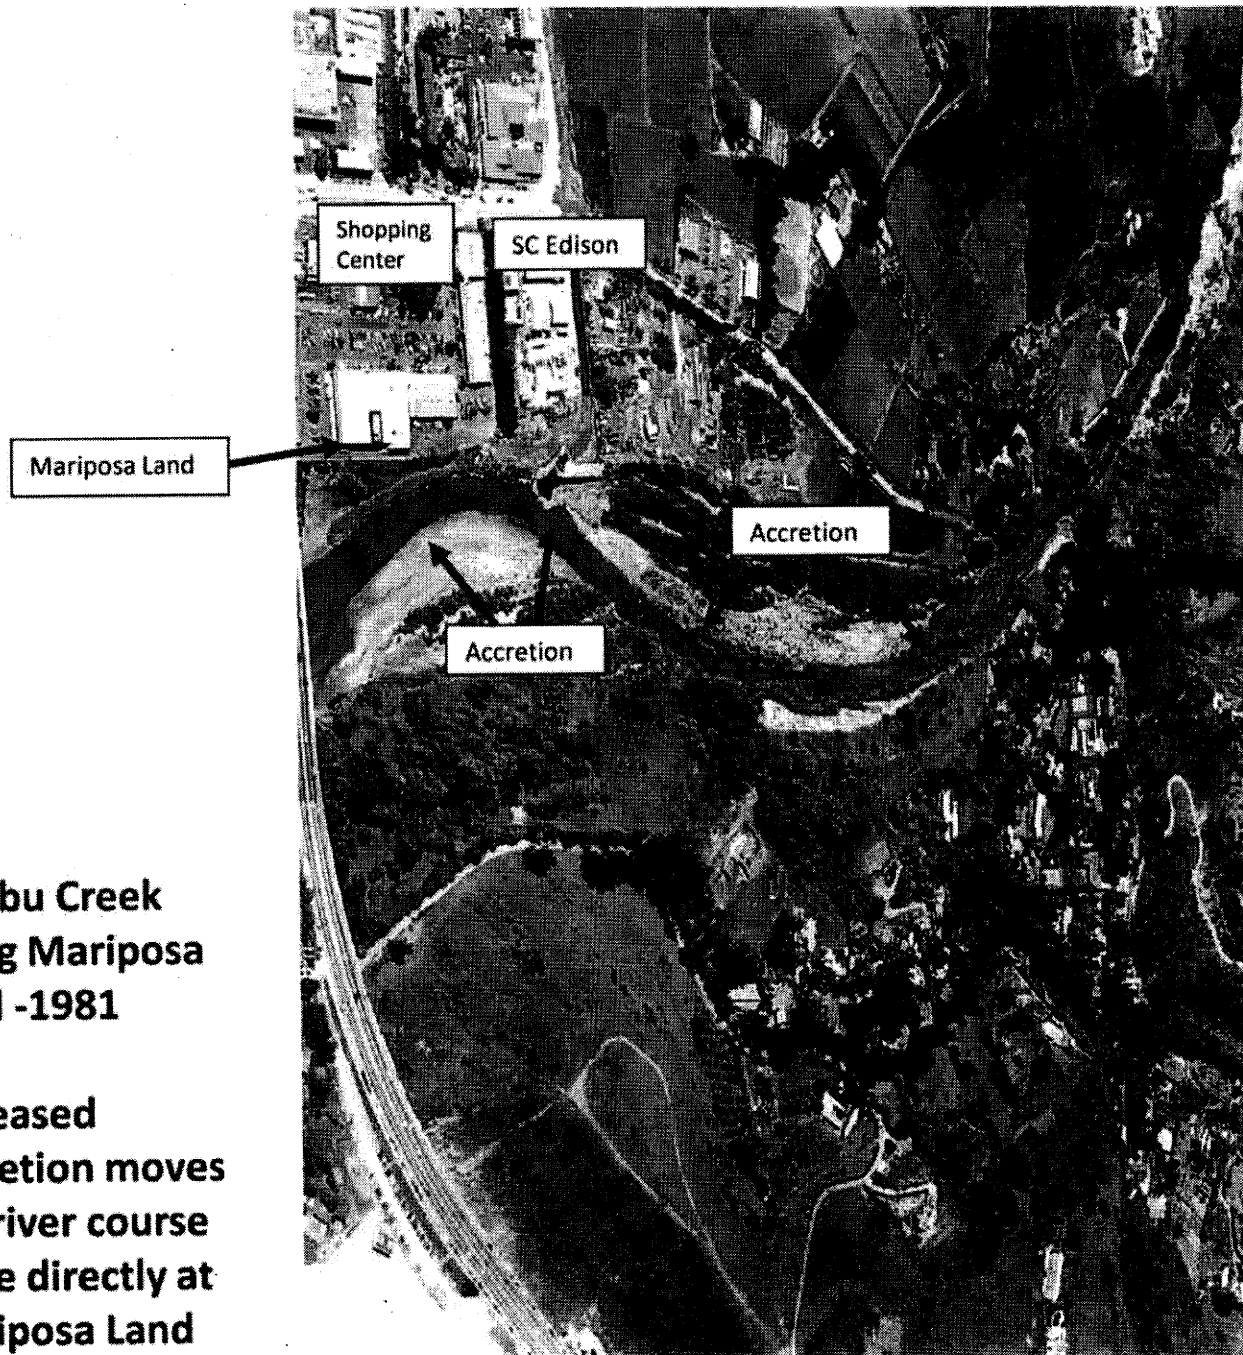 Shopping
Center
SC Edison
Mariposa Land
Accretion
Accretion
bu Creek
g Mariposa
-1981
eased
etion moves
river course
e directly at
iposa Land